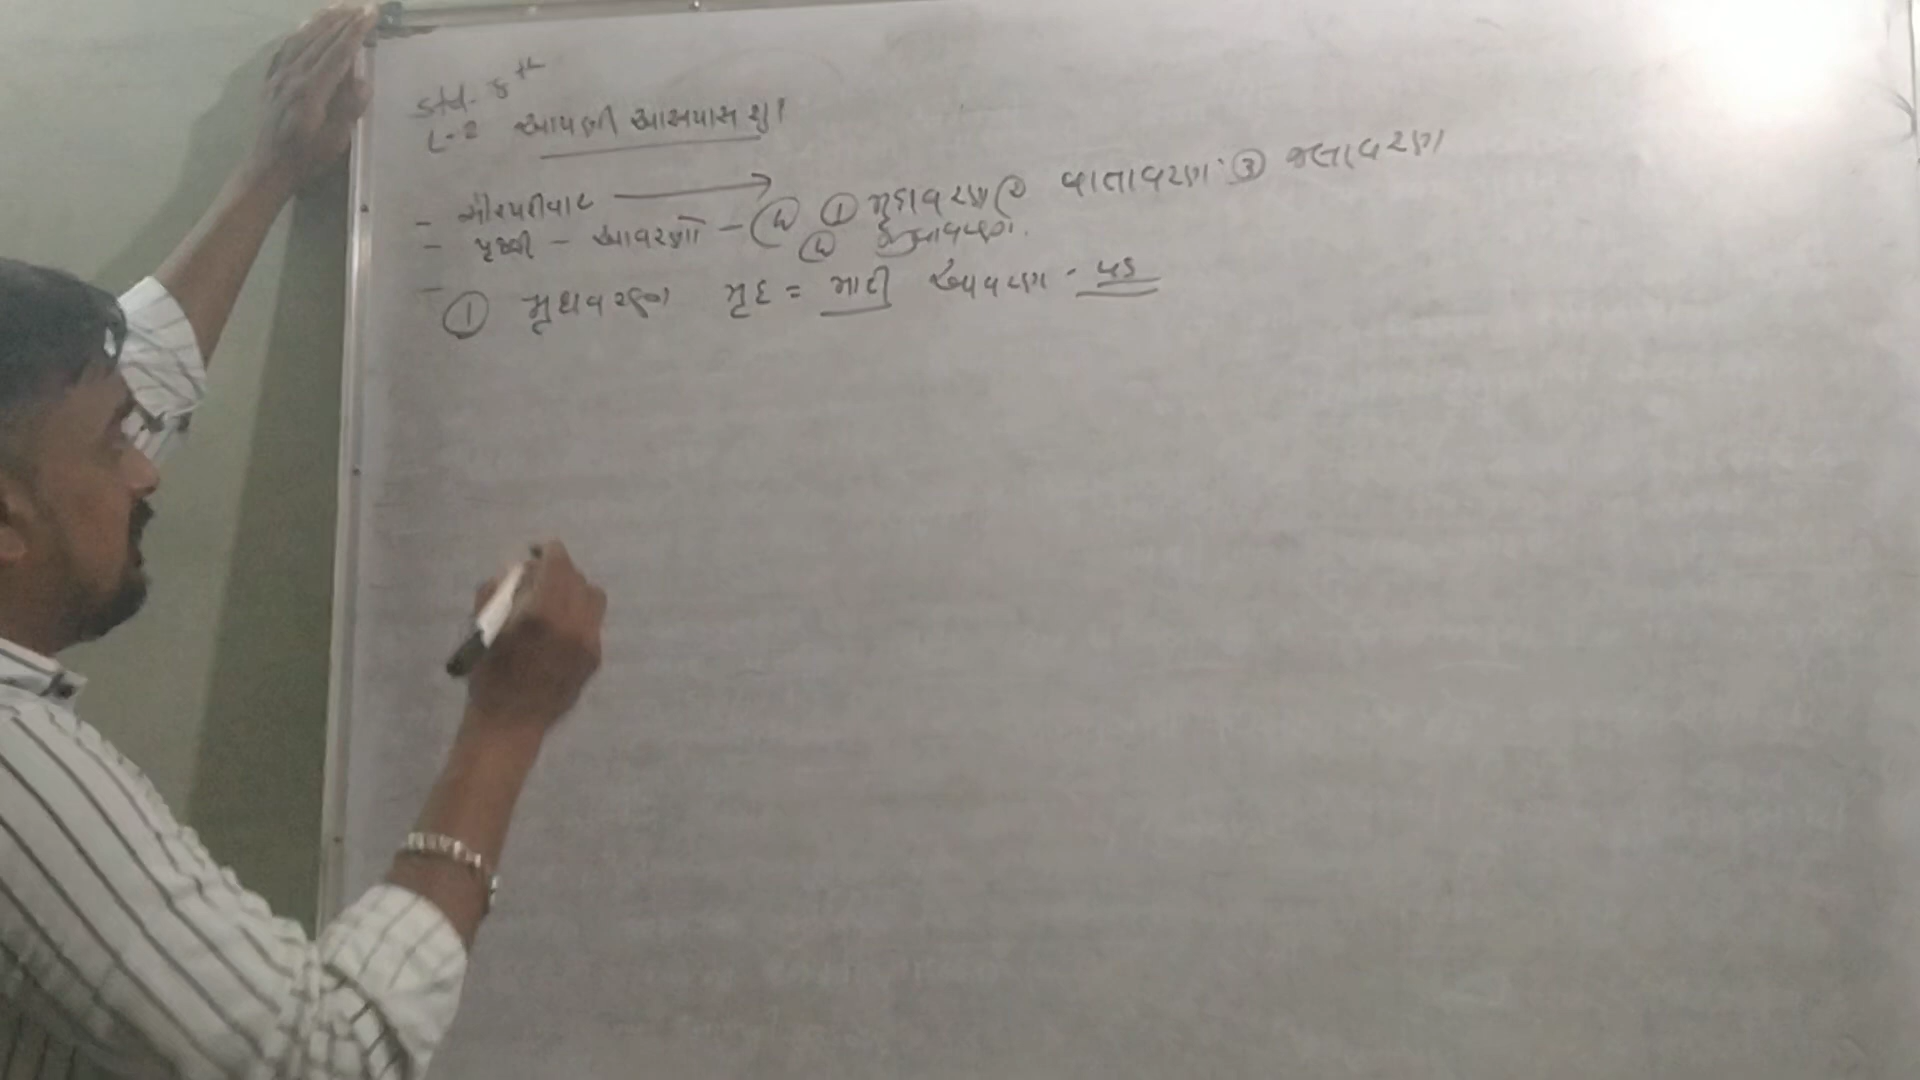 Std. 8th
L-2 આપણી આસપાસ શું!
- સૌરપરીવાર → 
- પૃથ્વી - આવરણો - (૪) ① મૃદાવરણ ② વાતાવરણ ③ જલાવરણ
④ જીવાવરણ.
① મૃદાવરણ મૃદ = માટી આવરણ - પડ